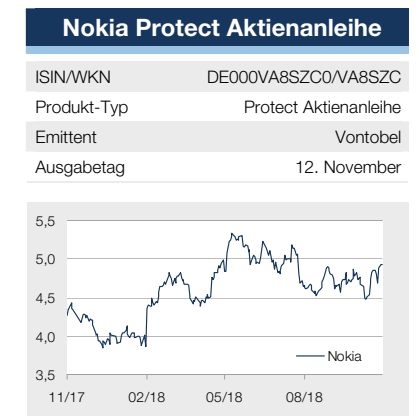 Nokia Protect Aktienanleihe
ISIN/WKN DE000VA8SZC0/VA8SZC
Produkt-Typ Protect Aktienanleihe
Emittent Vontobel
Ausgabetag 12. November
5,5
5,0
4,5
4,0
3,5
Nokia
11/17 02/18 05/18 08/18